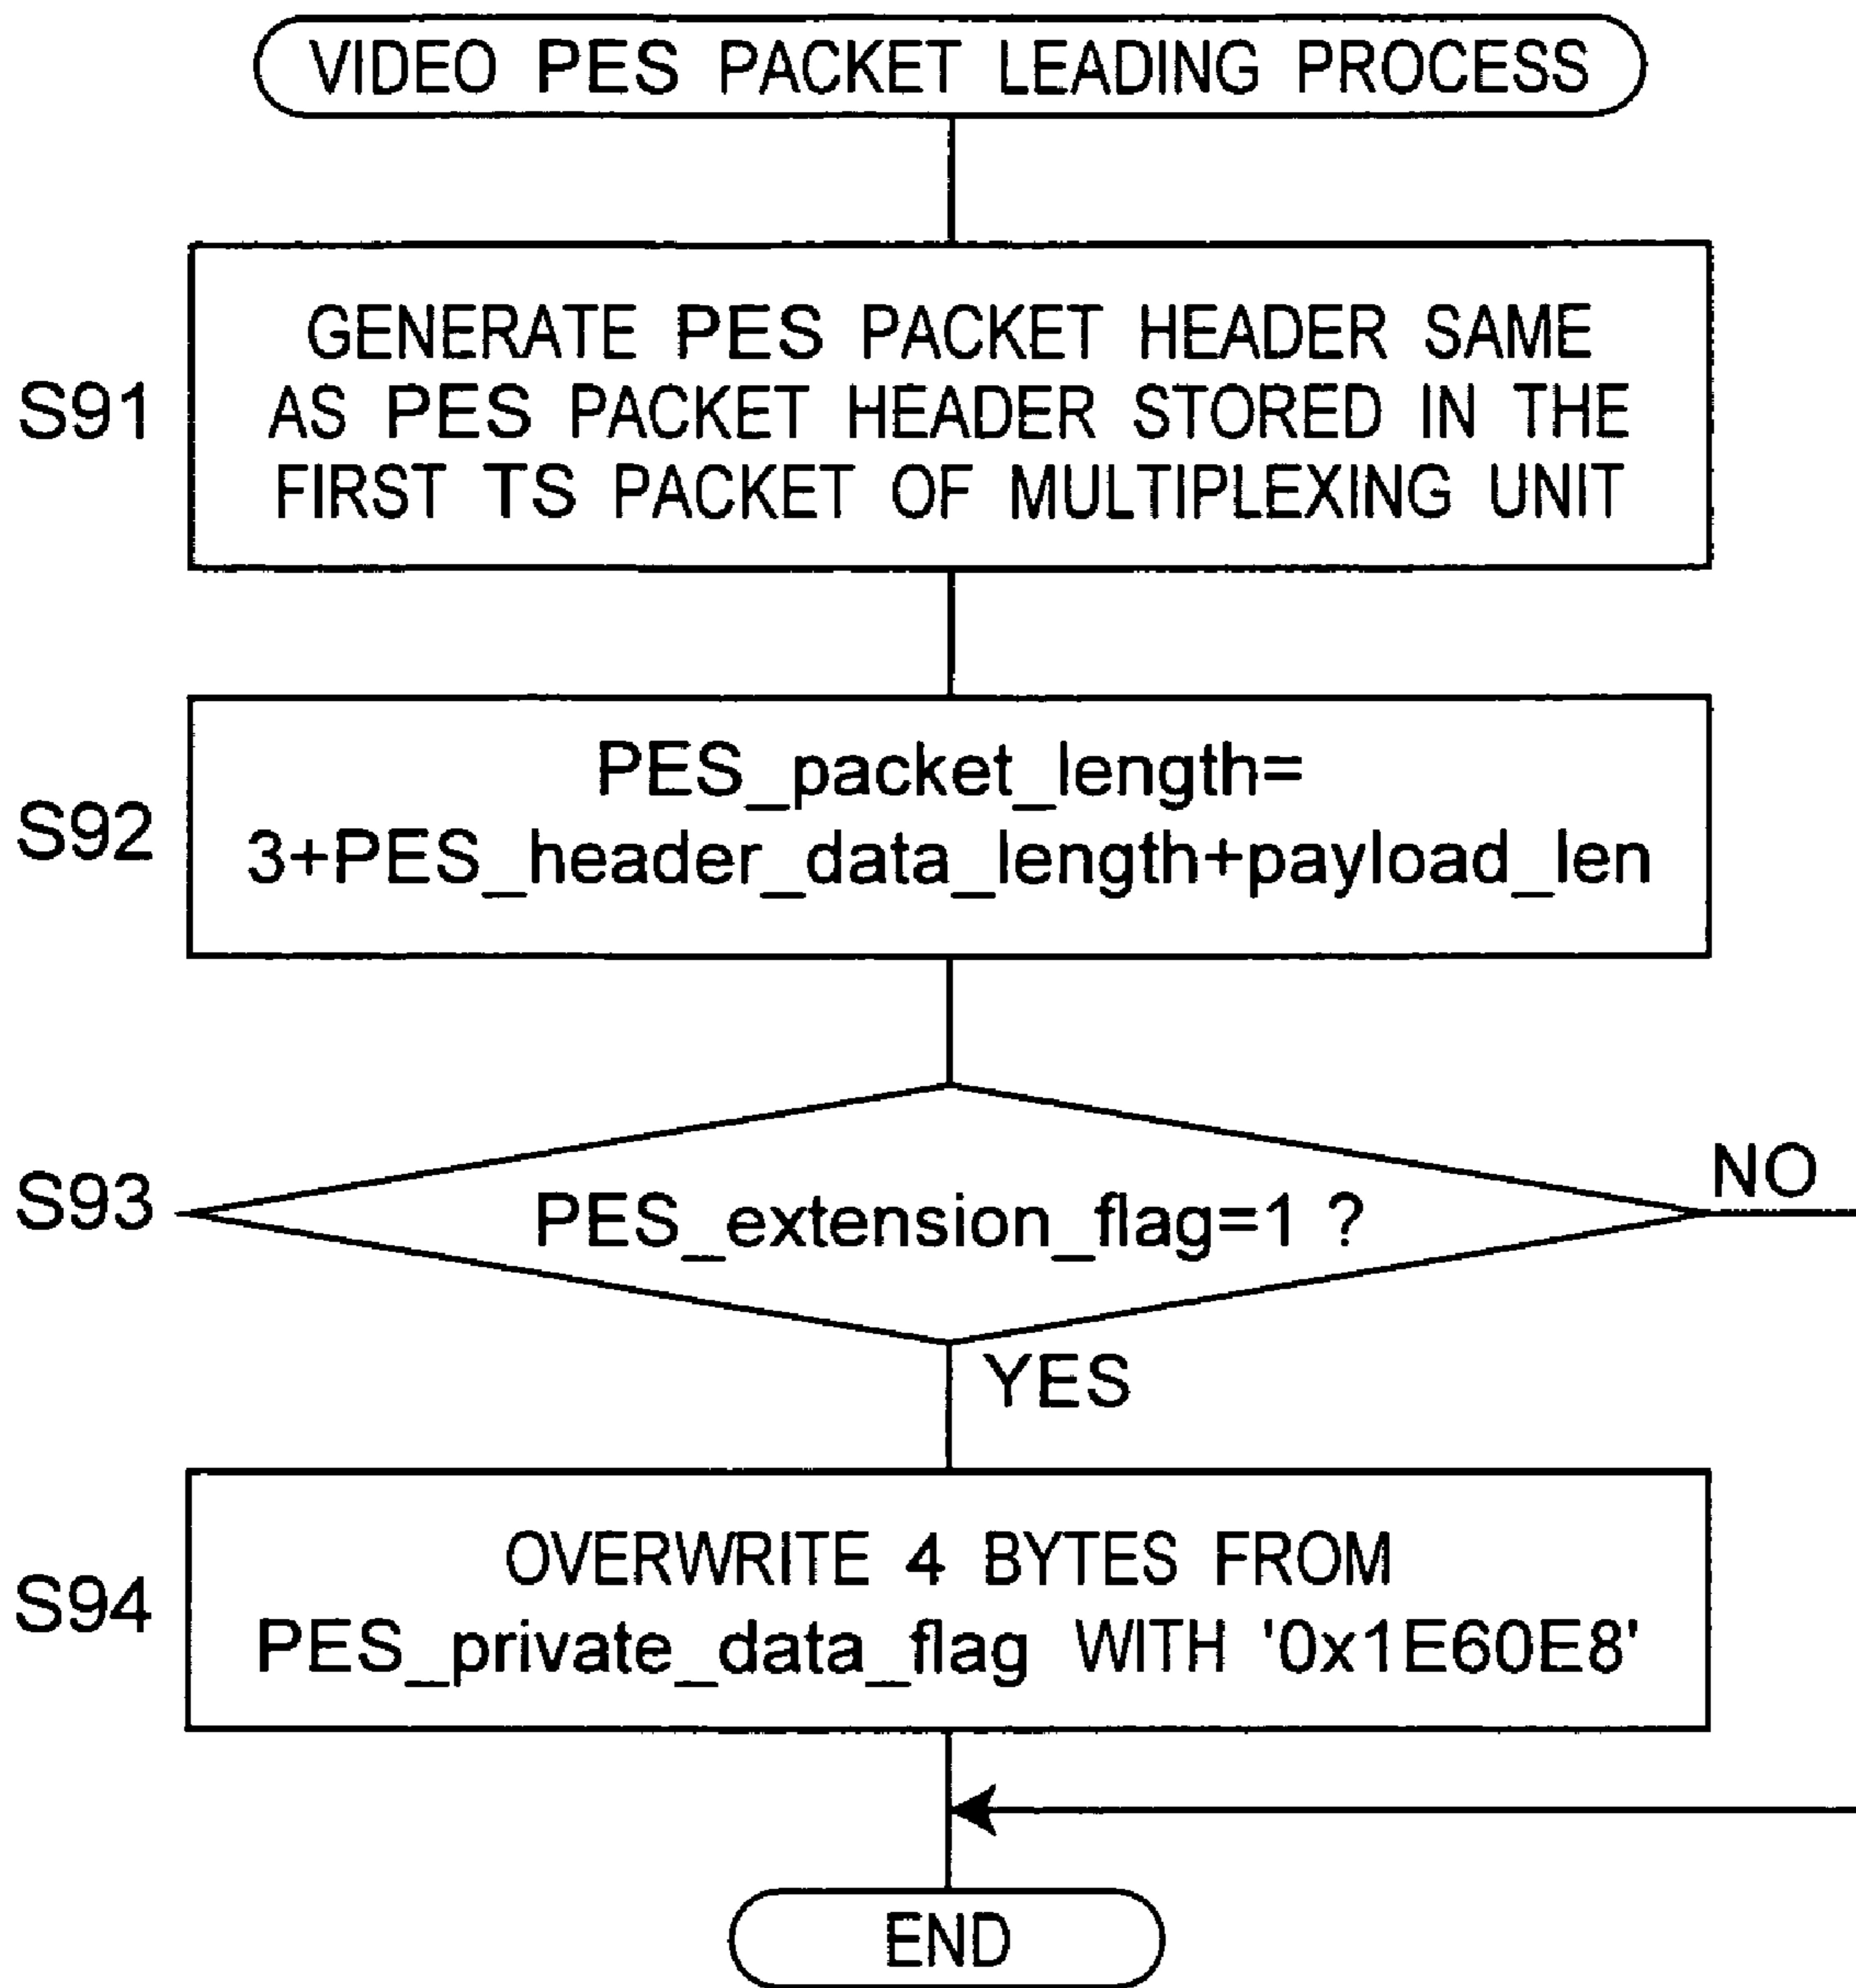 VIDEO PES PACKET LEADING PROCESS
S91
GENERATE PES PACKET HEADER SAME
AS PES PACKET HEADER STORED IN THE
FIRST TS PACKET OF MULTIPLEXING UNIT
S92
PES_packet_length=
3+PES_header_data_length+payload_len
S93
PES_extension_flag=1 ?
NO
YES
S94
OVERWRITE 4 BYTES FROM
PES_private_data_flag WITH '0x1E60E8'
END